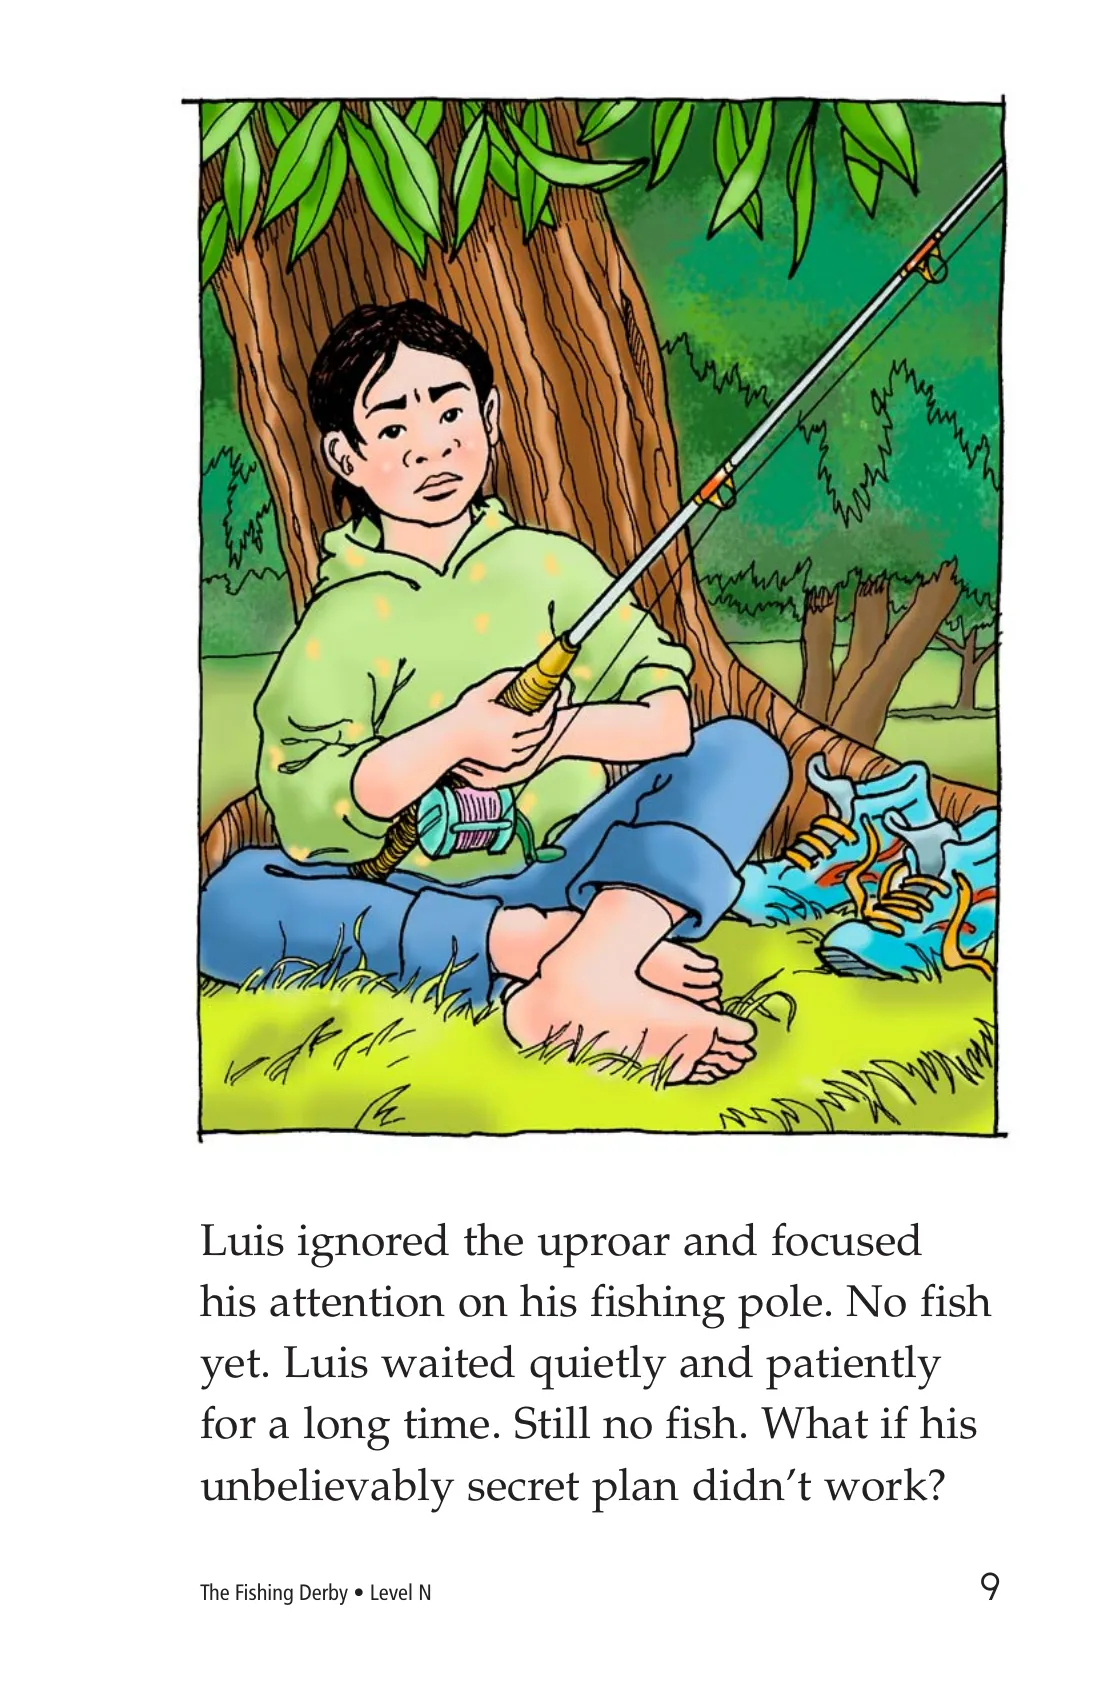 Luis ignored the uproar and focused
his attention on his fishing pole. No fish
yet. Luis waited quietly and patiently
for a long time. Still no fish. What if his
unbelievably secret plan didn’t work?
The Fishing Derby • Level N
9